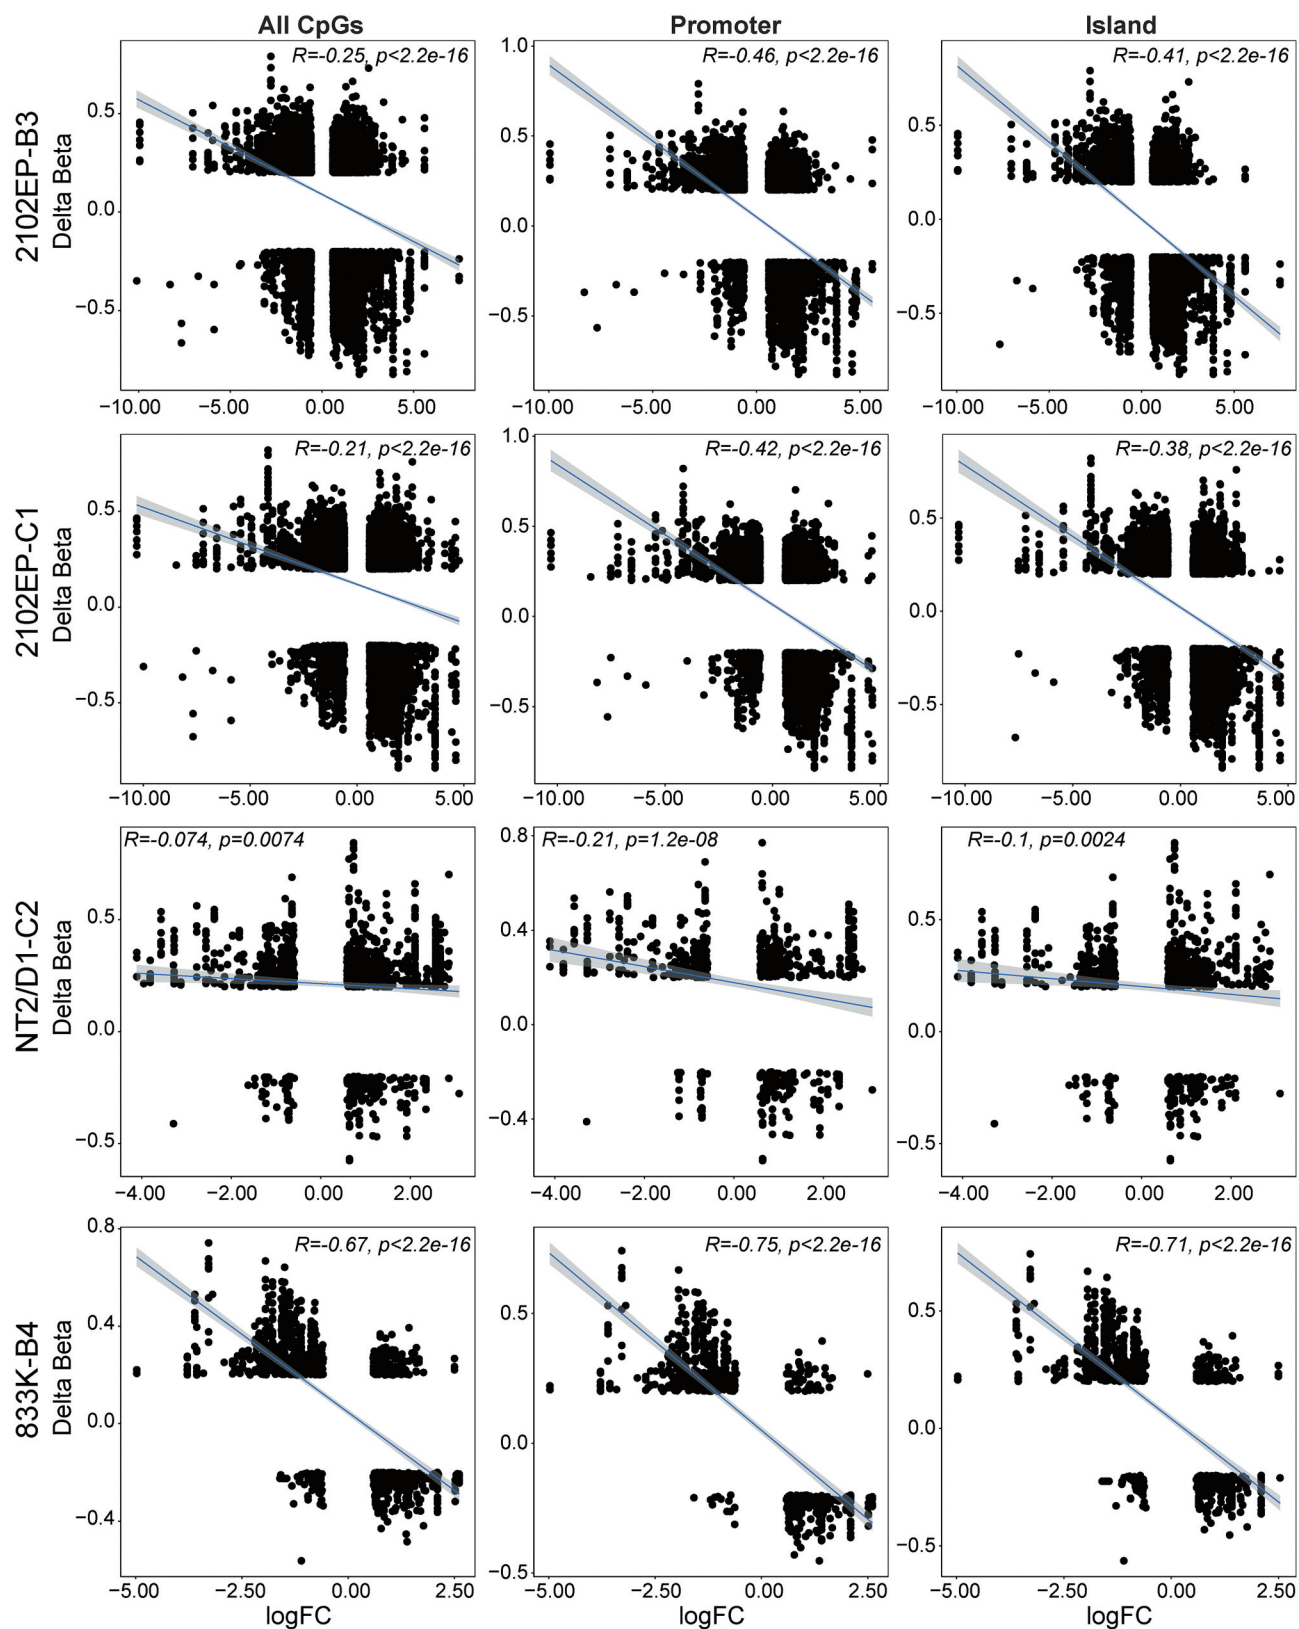 All CpGs Promoter Island
2102EP-B3
Delta Beta
R=-0.25, p<2.2e-16
0.5
0.0
−0.5
−10.00 −5.00 0.00 5.00
R=-0.46, p<2.2e-16
1.0
0.5
0.0
−0.5
−10.00 −5.00 0.00 5.00
R=-0.41, p<2.2e-16
0.5
0.0
−0.5
−10.00 −5.00 0.00 5.00
2102EP-C1
Delta Beta
R=-0.21, p<2.2e-16
0.5
0.0
−0.5
−10.00 −5.00 0.00 5.00
R=-0.42, p<2.2e-16
1.0
0.5
0.0
−0.5
−10.00 −5.00 0.00 5.00
R=-0.38, p<2.2e-16
0.5
0.0
−0.5
−10.00 −5.00 0.00 5.00
NT2/D1-C2
Delta Beta
R=-0.074, p=0.0074
0.5
0.0
−0.5
−4.00 −2.00 0.00 2.00
R=-0.21, p=1.2e-08
0.8
0.4
0.0
−0.4
−4.00 −2.00 0.00 2.00
R=-0.1, p=0.0024
0.5
0.0
−0.5
−4.00 −2.00 0.00 2.00
833K-B4
Delta Beta
R=-0.67, p<2.2e-16
0.8
0.4
0.0
−0.4
−5.00 −2.50 0.00 2.50
logFC
R=-0.75, p<2.2e-16
0.5
0.0
−0.5
−5.00 −2.50 0.00 2.50
logFC
R=-0.71, p<2.2e-16
0.5
0.0
−0.5
−5.00 −2.50 0.00 2.50
logFC